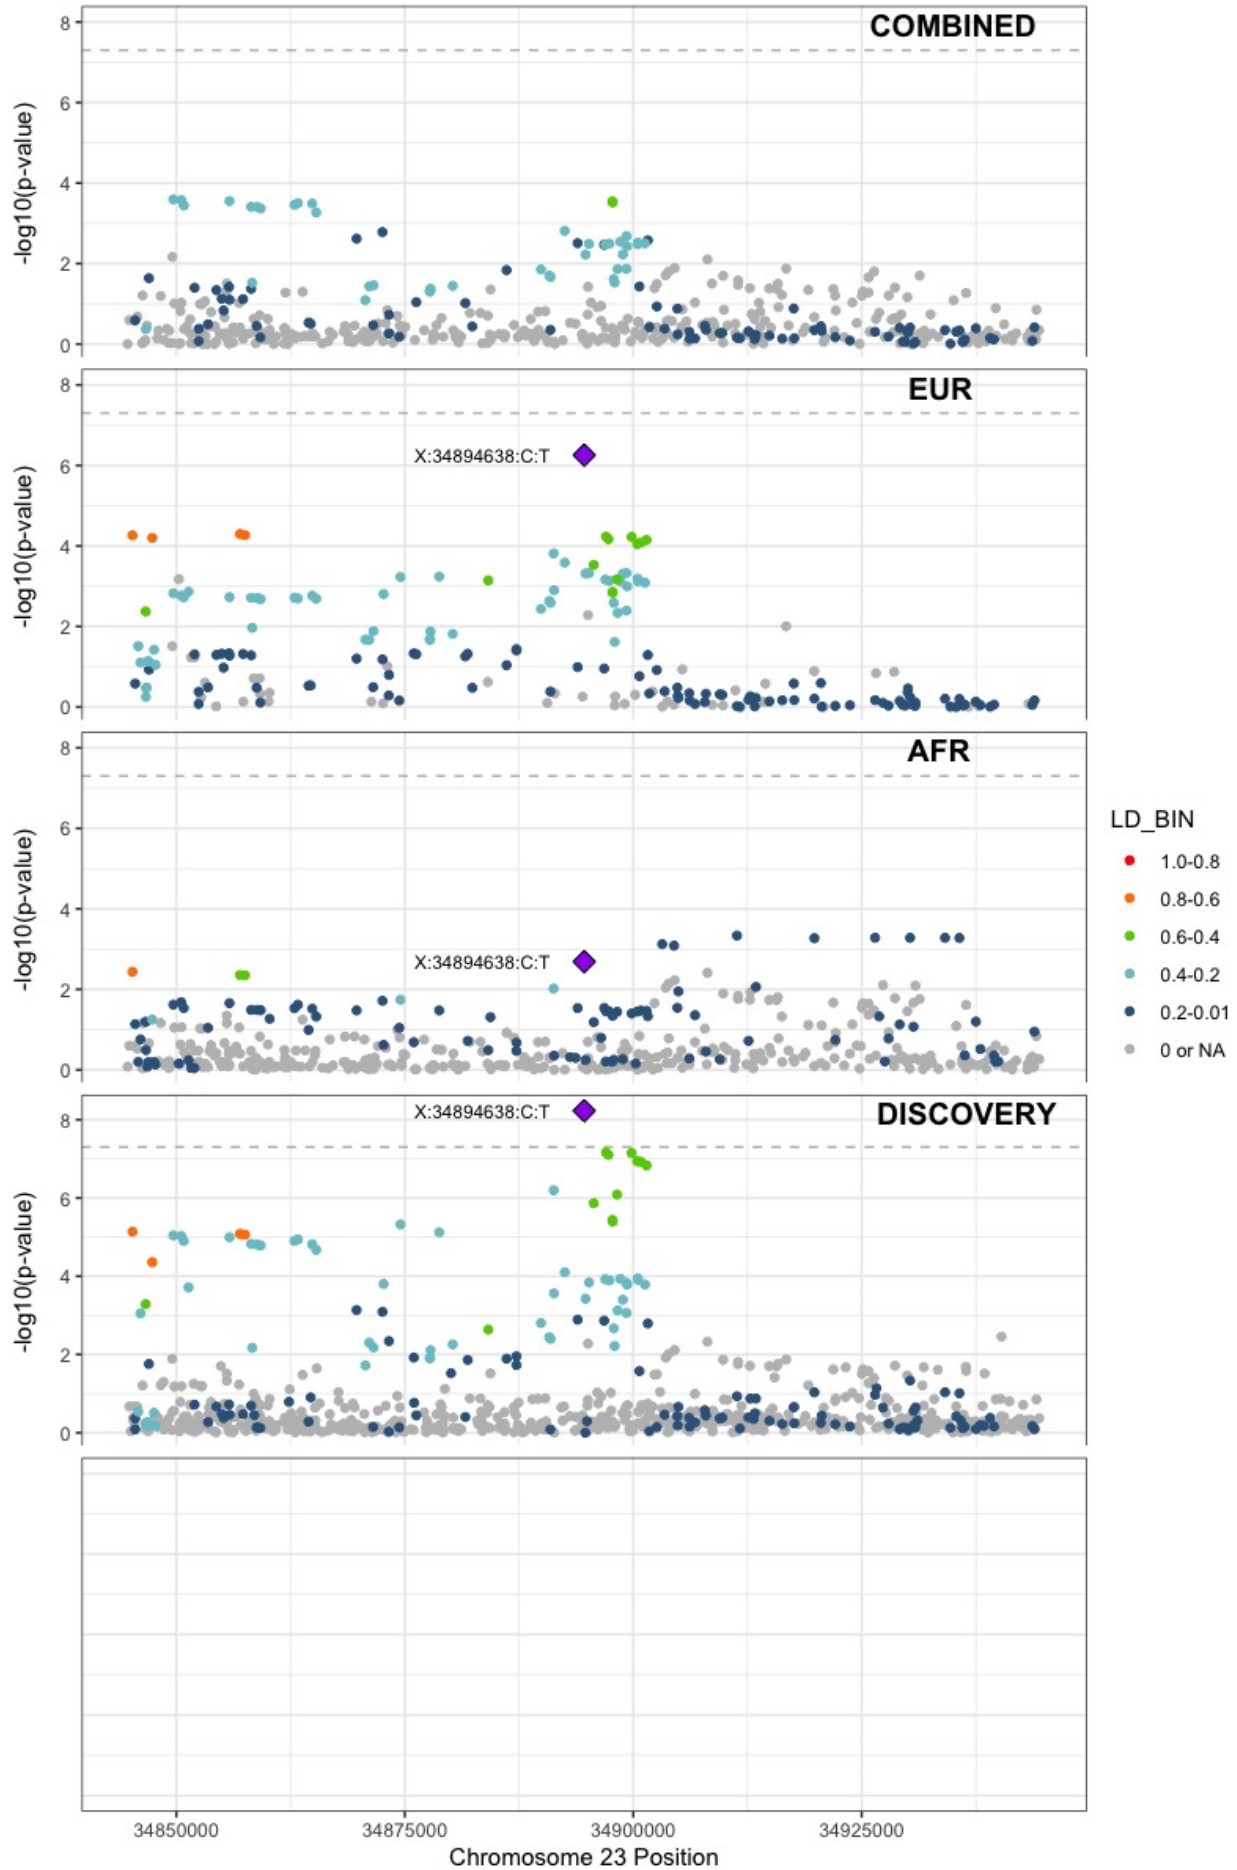 COMBINED
8
6
4
2
0
-log10(p-value)
EUR
8
6
4
2
0
-log10(p-value)
X:34894638:C:T
AFR
8
6
4
2
0
-log10(p-value)
X:34894638:C:T
DISCOVERY
8
6
4
2
0
-log10(p-value)
X:34894638:C:T
34850000 34875000 34900000 34925000
Chromosome 23 Position
LD_BIN
1.0-0.8
0.8-0.6
0.6-0.4
0.4-0.2
0.2-0.01
0 or NA